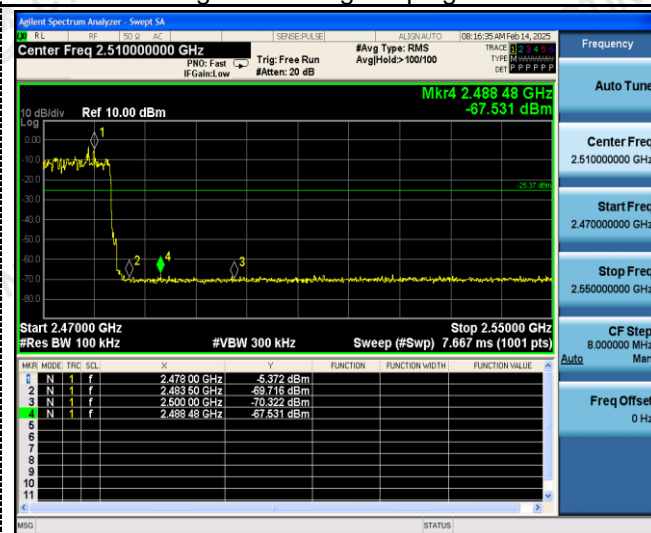 Agilent Spectrum Analyzer - Swept SA
RL RF 50 Ω AC SENSE:PULSE ALIGNAUTO 08:16:35 AM Feb 14, 2025
Center Freq 2.510000000 GHz
PNO: Fast
IFGain:Low
Trig: Free Run
#Atten: 20 dB
#Avg Type: RMS
Avg|Hold:> 100/100
TRACE 1 2 3 4 5 6
TYPE M
DET P P P P P P
Frequency
Mkr4 2.488 48 GHz
-67.531 dBm
10 dB/div Ref 10.00 dBm
Log
0.00
-10.0
-20.0
-30.0
-40.0
-50.0
-60.0
-70.0
-80.0
1
2
4
3
-25.37 dBm
Start 2.47000 GHz Stop 2.55000 GHz
#Res BW 100 kHz #VBW 300 kHz Sweep (#Swp) 7.667 ms (1001 pts)
MKR MODE TRC SCL X Y FUNCTION FUNCTION WIDTH FUNCTION VALUE
1 N 1 f 2.478 00 GHz -5.372 dBm
2 N 1 f 2.483 50 GHz -69.716 dBm
3 N 1 f 2.500 00 GHz -70.322 dBm
4 N 1 f 2.488 48 GHz -67.531 dBm
5
6
7
8
9
10
11
MSG STATUS
Auto Tune
Center Freq
2.510000000 GHz
Start Freq
2.470000000 GHz
Stop Freq
2.550000000 GHz
CF Step
8.000000 MHz
Auto Man
Freq Offset
0 Hz